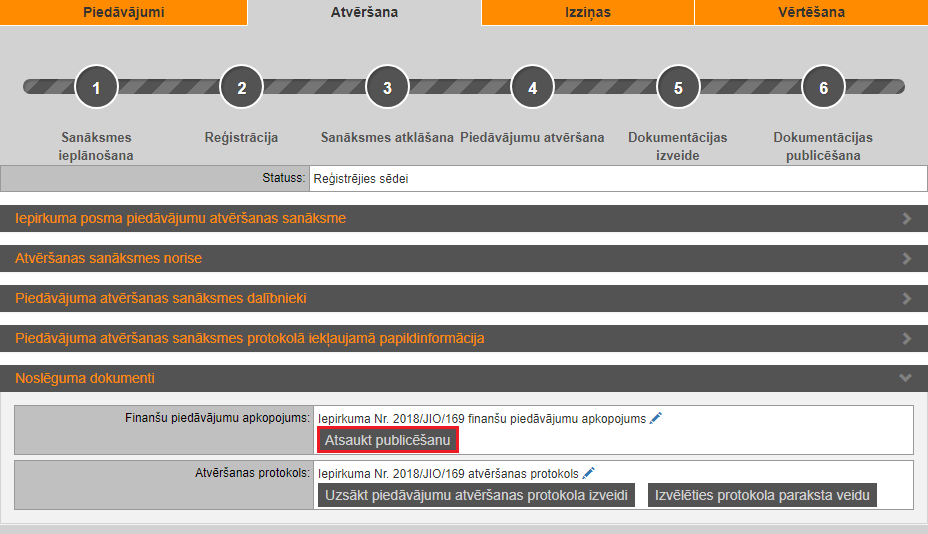 Piedāvājumi Atvēršana Izziņas Vērtēšana
1 2 3 4 5 6
Sanāksmes ieplānošana
Reģistrācija
Sanāksmes atklāšana
Piedāvājumu atvēršana
Dokumentācijas izveide
Dokumentācijas publicēšana
Statuss: Reģistrējies sēdei
Iepirkuma posma piedāvājumu atvēršanas sanāksme
Atvēršanas sanāksmes norise
Piedāvājuma atvēršanas sanāksmes dalībnieki
Piedāvājuma atvēršanas sanāksmes protokolā iekļaujamā papildinformācija
Noslēguma dokumenti
Finanšu piedāvājumu apkopojums: Iepirkuma Nr. 2018/JIO/169 finanšu piedāvājumu apkopojums
Atsaukt publicēšanu
Atvēršanas protokols: Iepirkuma Nr. 2018/JIO/169 atvēršanas protokols
Uzsākt piedāvājumu atvēršanas protokola izveidi Izvēlēties protokola paraksta veidu